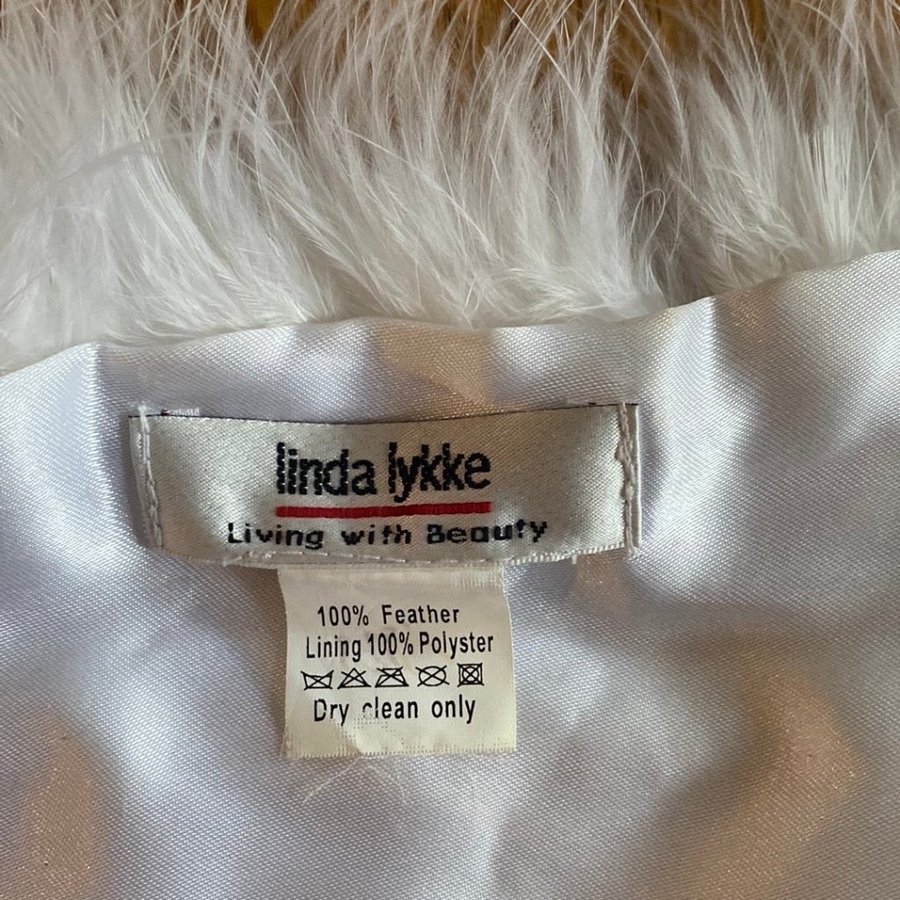 linda lykke
Living with Beauty
100% Feather
Lining 100% Polyster
Dry clean only